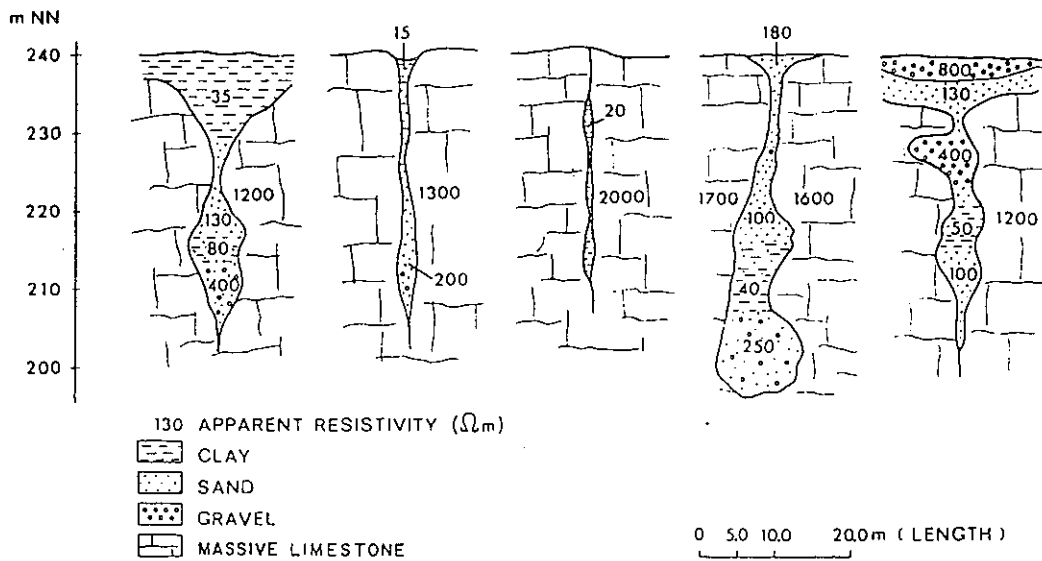 m NN
15 180
240
800
35 130
20
230
400
1200 1300 2000 1700 1600
220
130 100 50 1200
80
200 100
400
210
40
250
200
130 APPARENT RESISTIVITY (Ωm)
CLAY
SAND
GRAVEL
MASSIVE LIMESTONE
0 5.0 10.0 20.0 m (LENGTH)